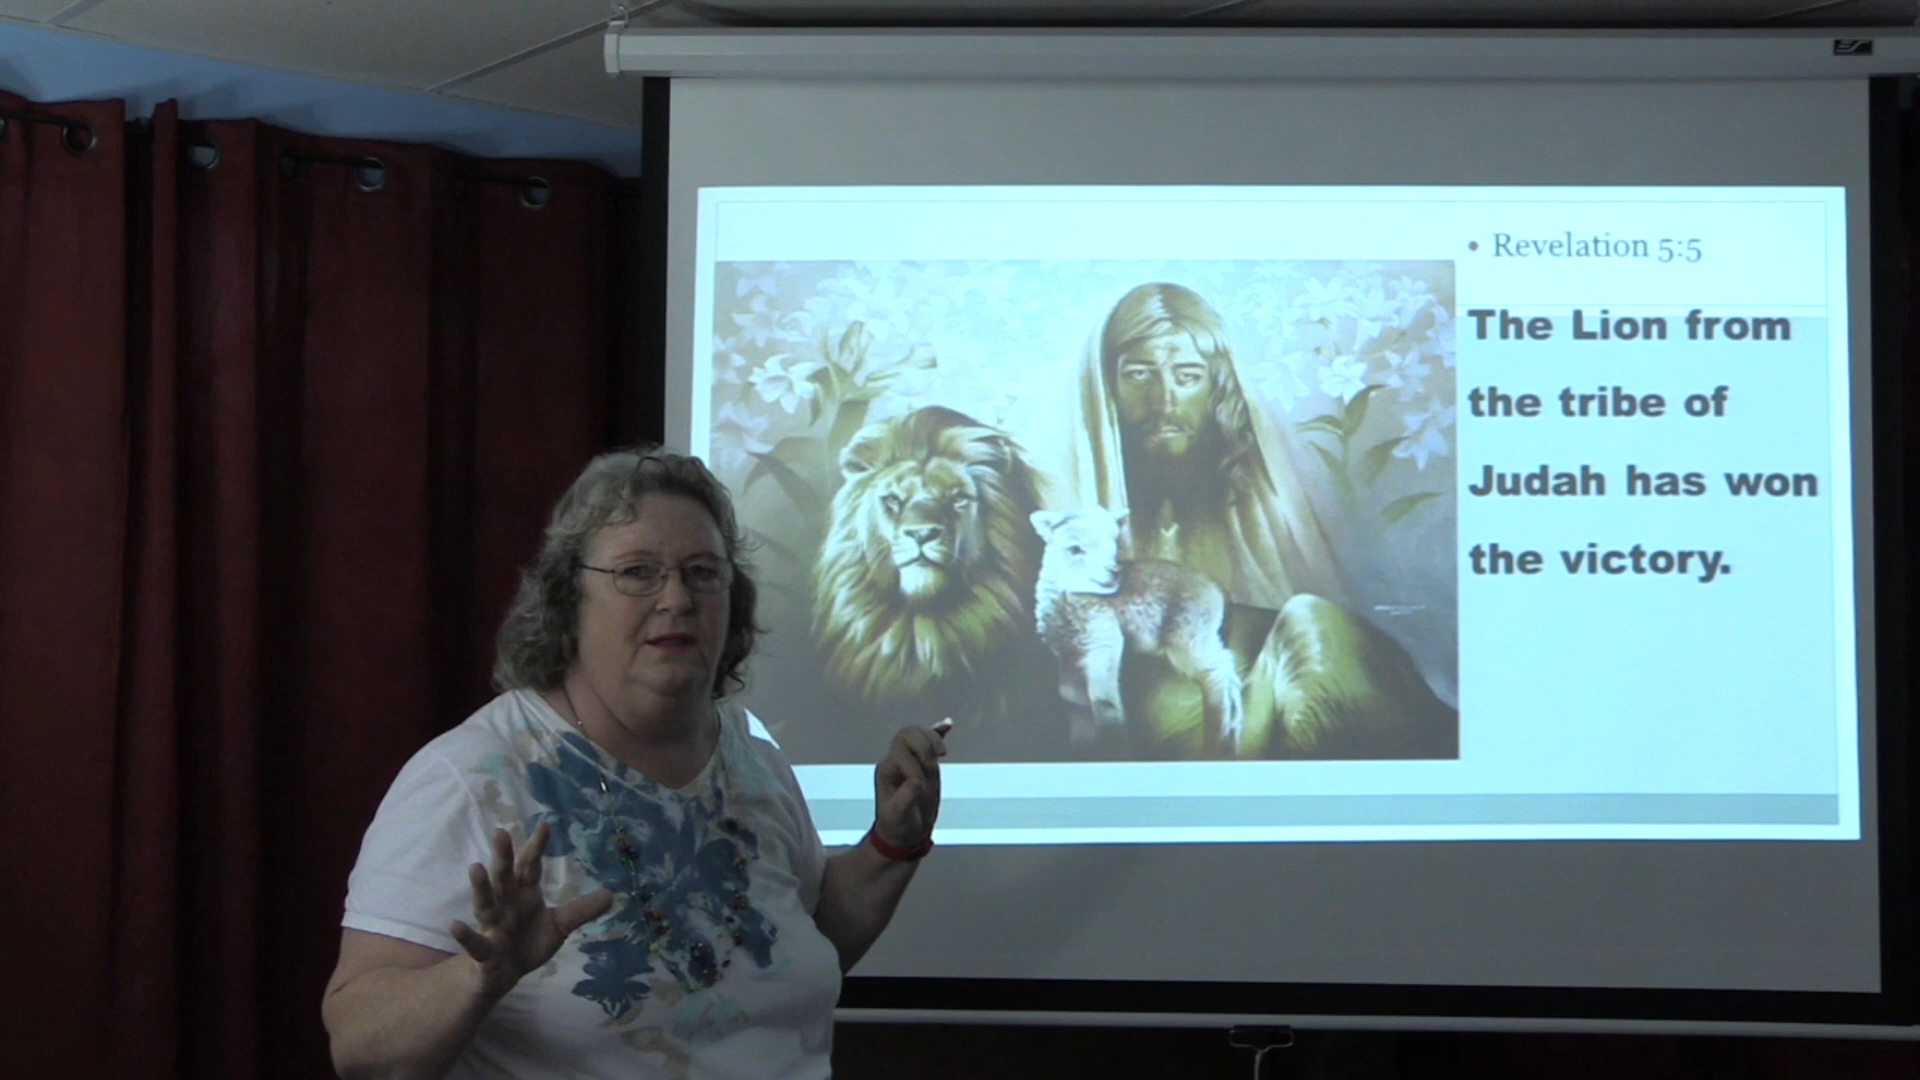 • Revelation 5:5
The Lion from
the tribe of
Judah has won
the victory.